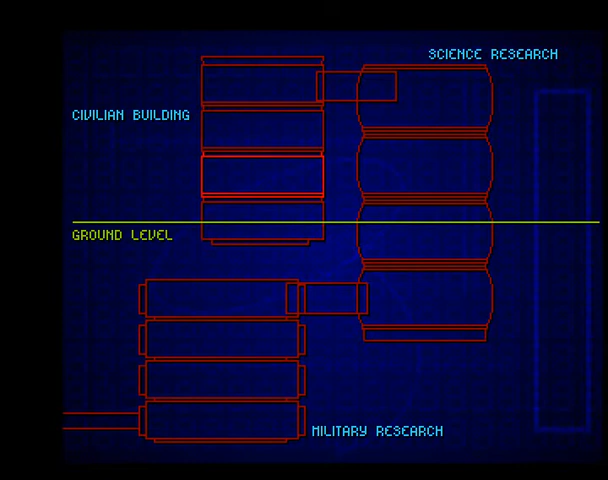 SCIENCE RESEARCH
CIVILIAN BUILDING
GROUND LEVEL
MILITARY RESEARCH